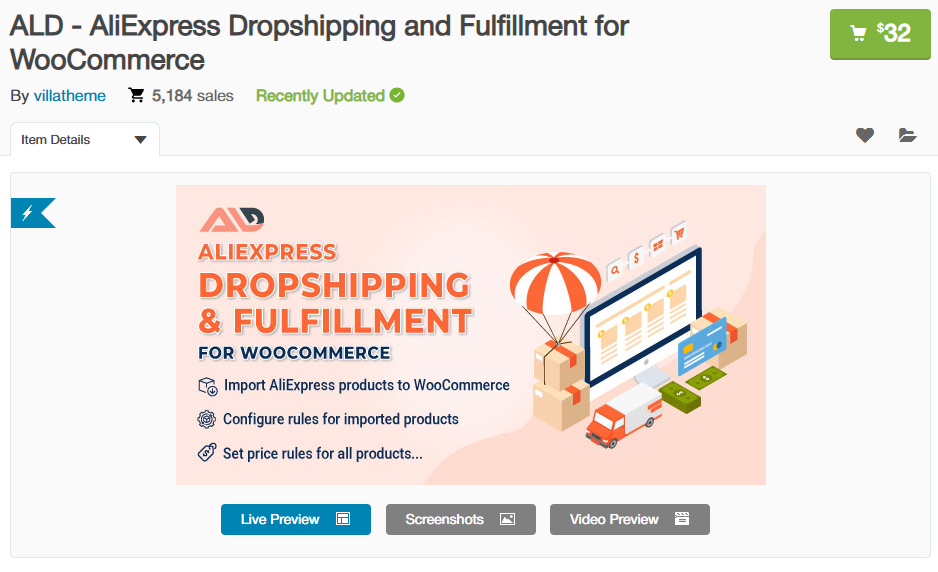 ALD - AliExpress Dropshipping and Fulfillment for
WooCommerce
$32
By villatheme 5,184 sales Recently Updated
Item Details
ALD
ALIEXPRESS
DROPSHIPPING
& FULFILLMENT
FOR WOOCOMMERCE
Import AliExpress products to WooCommerce
Configure rules for imported products
Set price rules for all products...
Live Preview
Screenshots
Video Preview